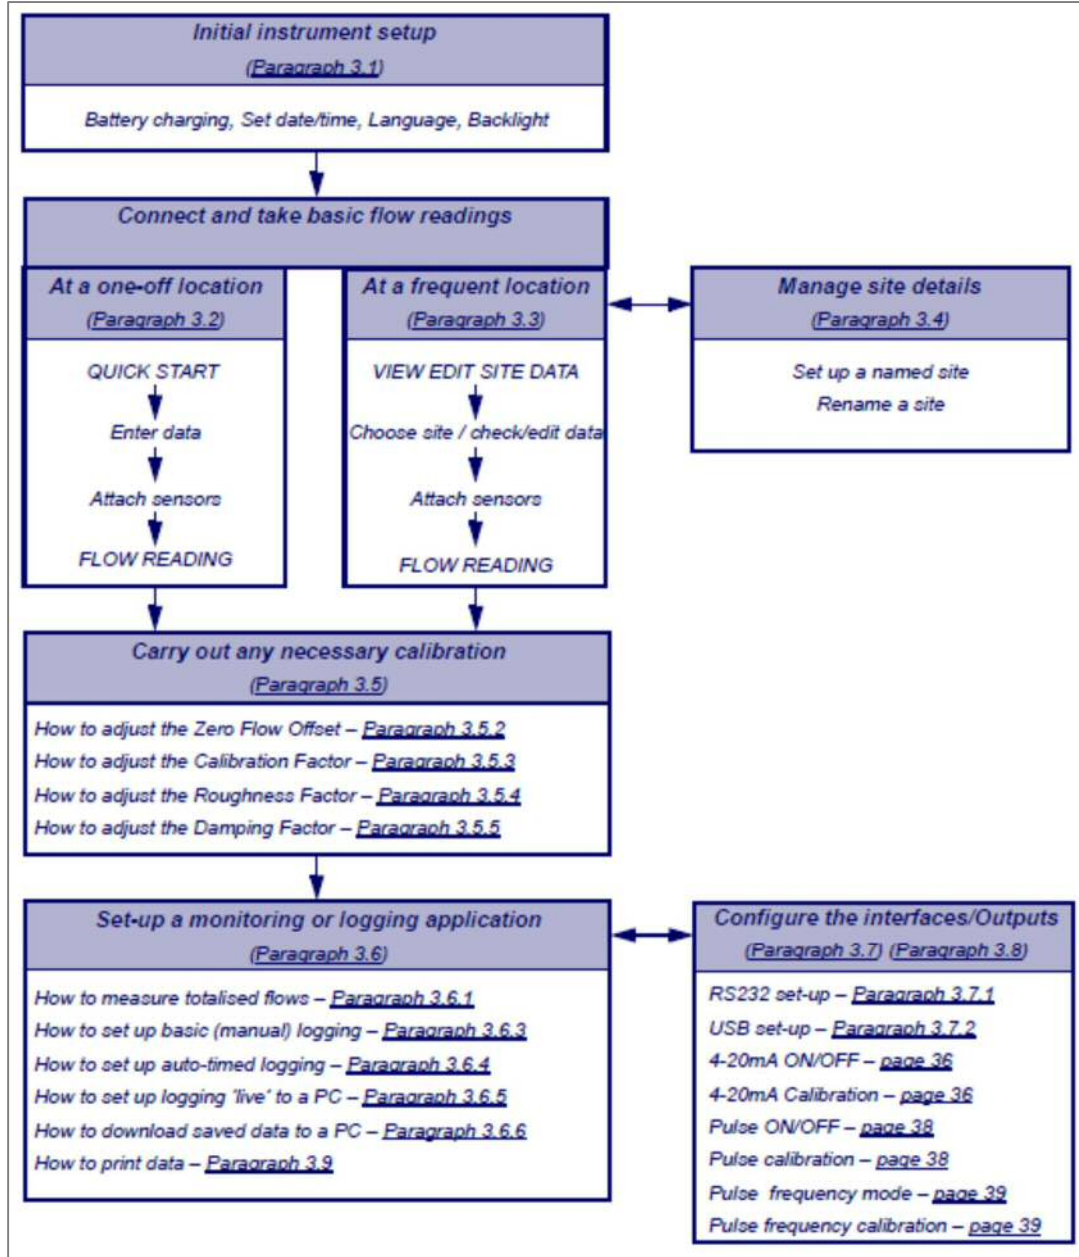 Initial instrument setup
(Paragraph 3.1)
Battery charging, Set date/time, Language, Backlight
Connect and take basic flow readings
At a one-off location
(Paragraph 3.2)
QUICK START
Enter data
Attach sensors
FLOW READING
At a frequent location
(Paragraph 3.3)
VIEW EDIT SITE DATA
Choose site / check/edit data
Attach sensors
FLOW READING
Manage site details
(Paragraph 3.4)
Set up a named site
Rename a site
Carry out any necessary calibration
(Paragraph 3.5)
How to adjust the Zero Flow Offset – Paragraph 3.5.2
How to adjust the Calibration Factor – Paragraph 3.5.3
How to adjust the Roughness Factor – Paragraph 3.5.4
How to adjust the Damping Factor – Paragraph 3.5.5
Set-up a monitoring or logging application
(Paragraph 3.6)
How to measure totalised flows – Paragraph 3.6.1
How to set up basic (manual) logging – Paragraph 3.6.3
How to set up auto-timed logging – Paragraph 3.6.4
How to set up logging 'live' to a PC – Paragraph 3.6.5
How to download saved data to a PC – Paragraph 3.6.6
How to print data – Paragraph 3.9
Configure the interfaces/Outputs
(Paragraph 3.7) (Paragraph 3.8)
RS232 set-up – Paragraph 3.7.1
USB set-up – Paragraph 3.7.2
4-20mA ON/OFF – page 36
4-20mA Calibration – page 36
Pulse ON/OFF – page 38
Pulse calibration – page 38
Pulse frequency mode – page 39
Pulse frequency calibration – page 39